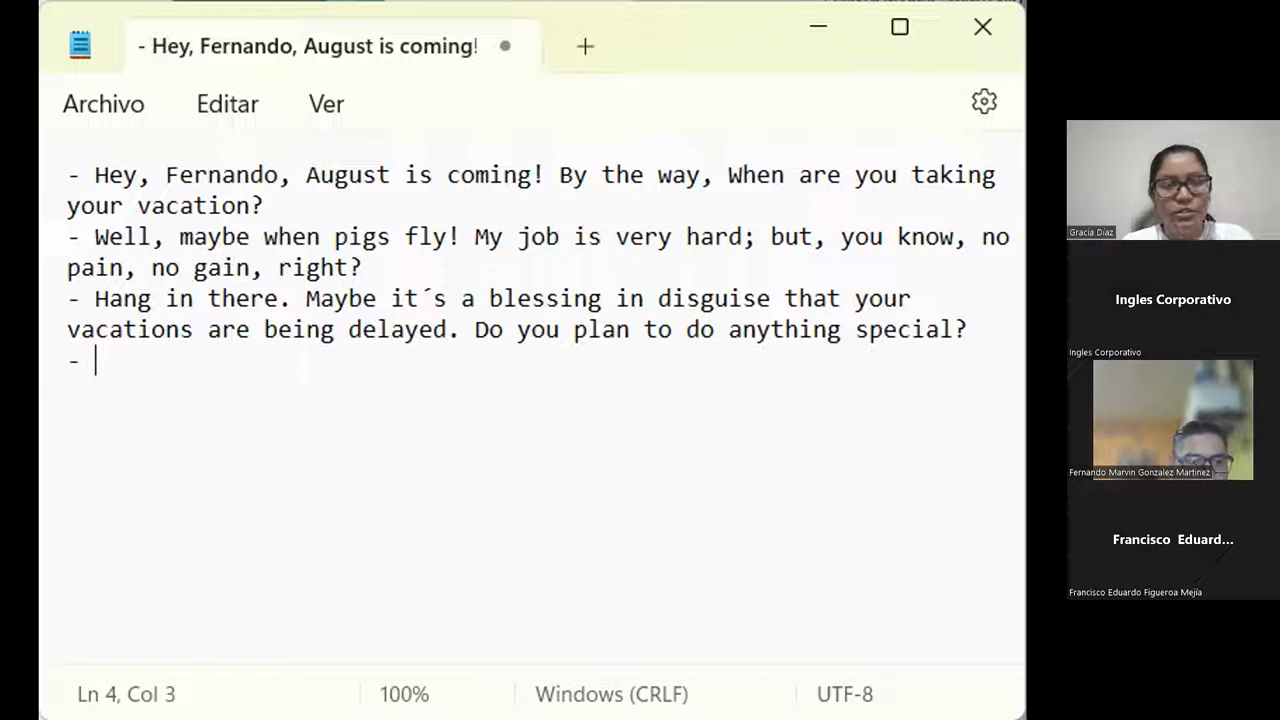 - Hey, Fernando, August is coming!
Archivo Editar Ver
- Hey, Fernando, August is coming! By the way, When are you taking
your vacation?
- Well, maybe when pigs fly! My job is very hard; but, you know, no
pain, no gain, right?
- Hang in there. Maybe it´s a blessing in disguise that your
vacations are being delayed. Do you plan to do anything special?
-
Ln 4, Col 3 100% Windows (CRLF) UTF-8
Gracia Díaz
Ingles Corporativo
Ingles Corporativo
Fernando Marvin Gonzalez Martinez
Francisco Eduard...
Francisco Eduardo Figueroa Mejía